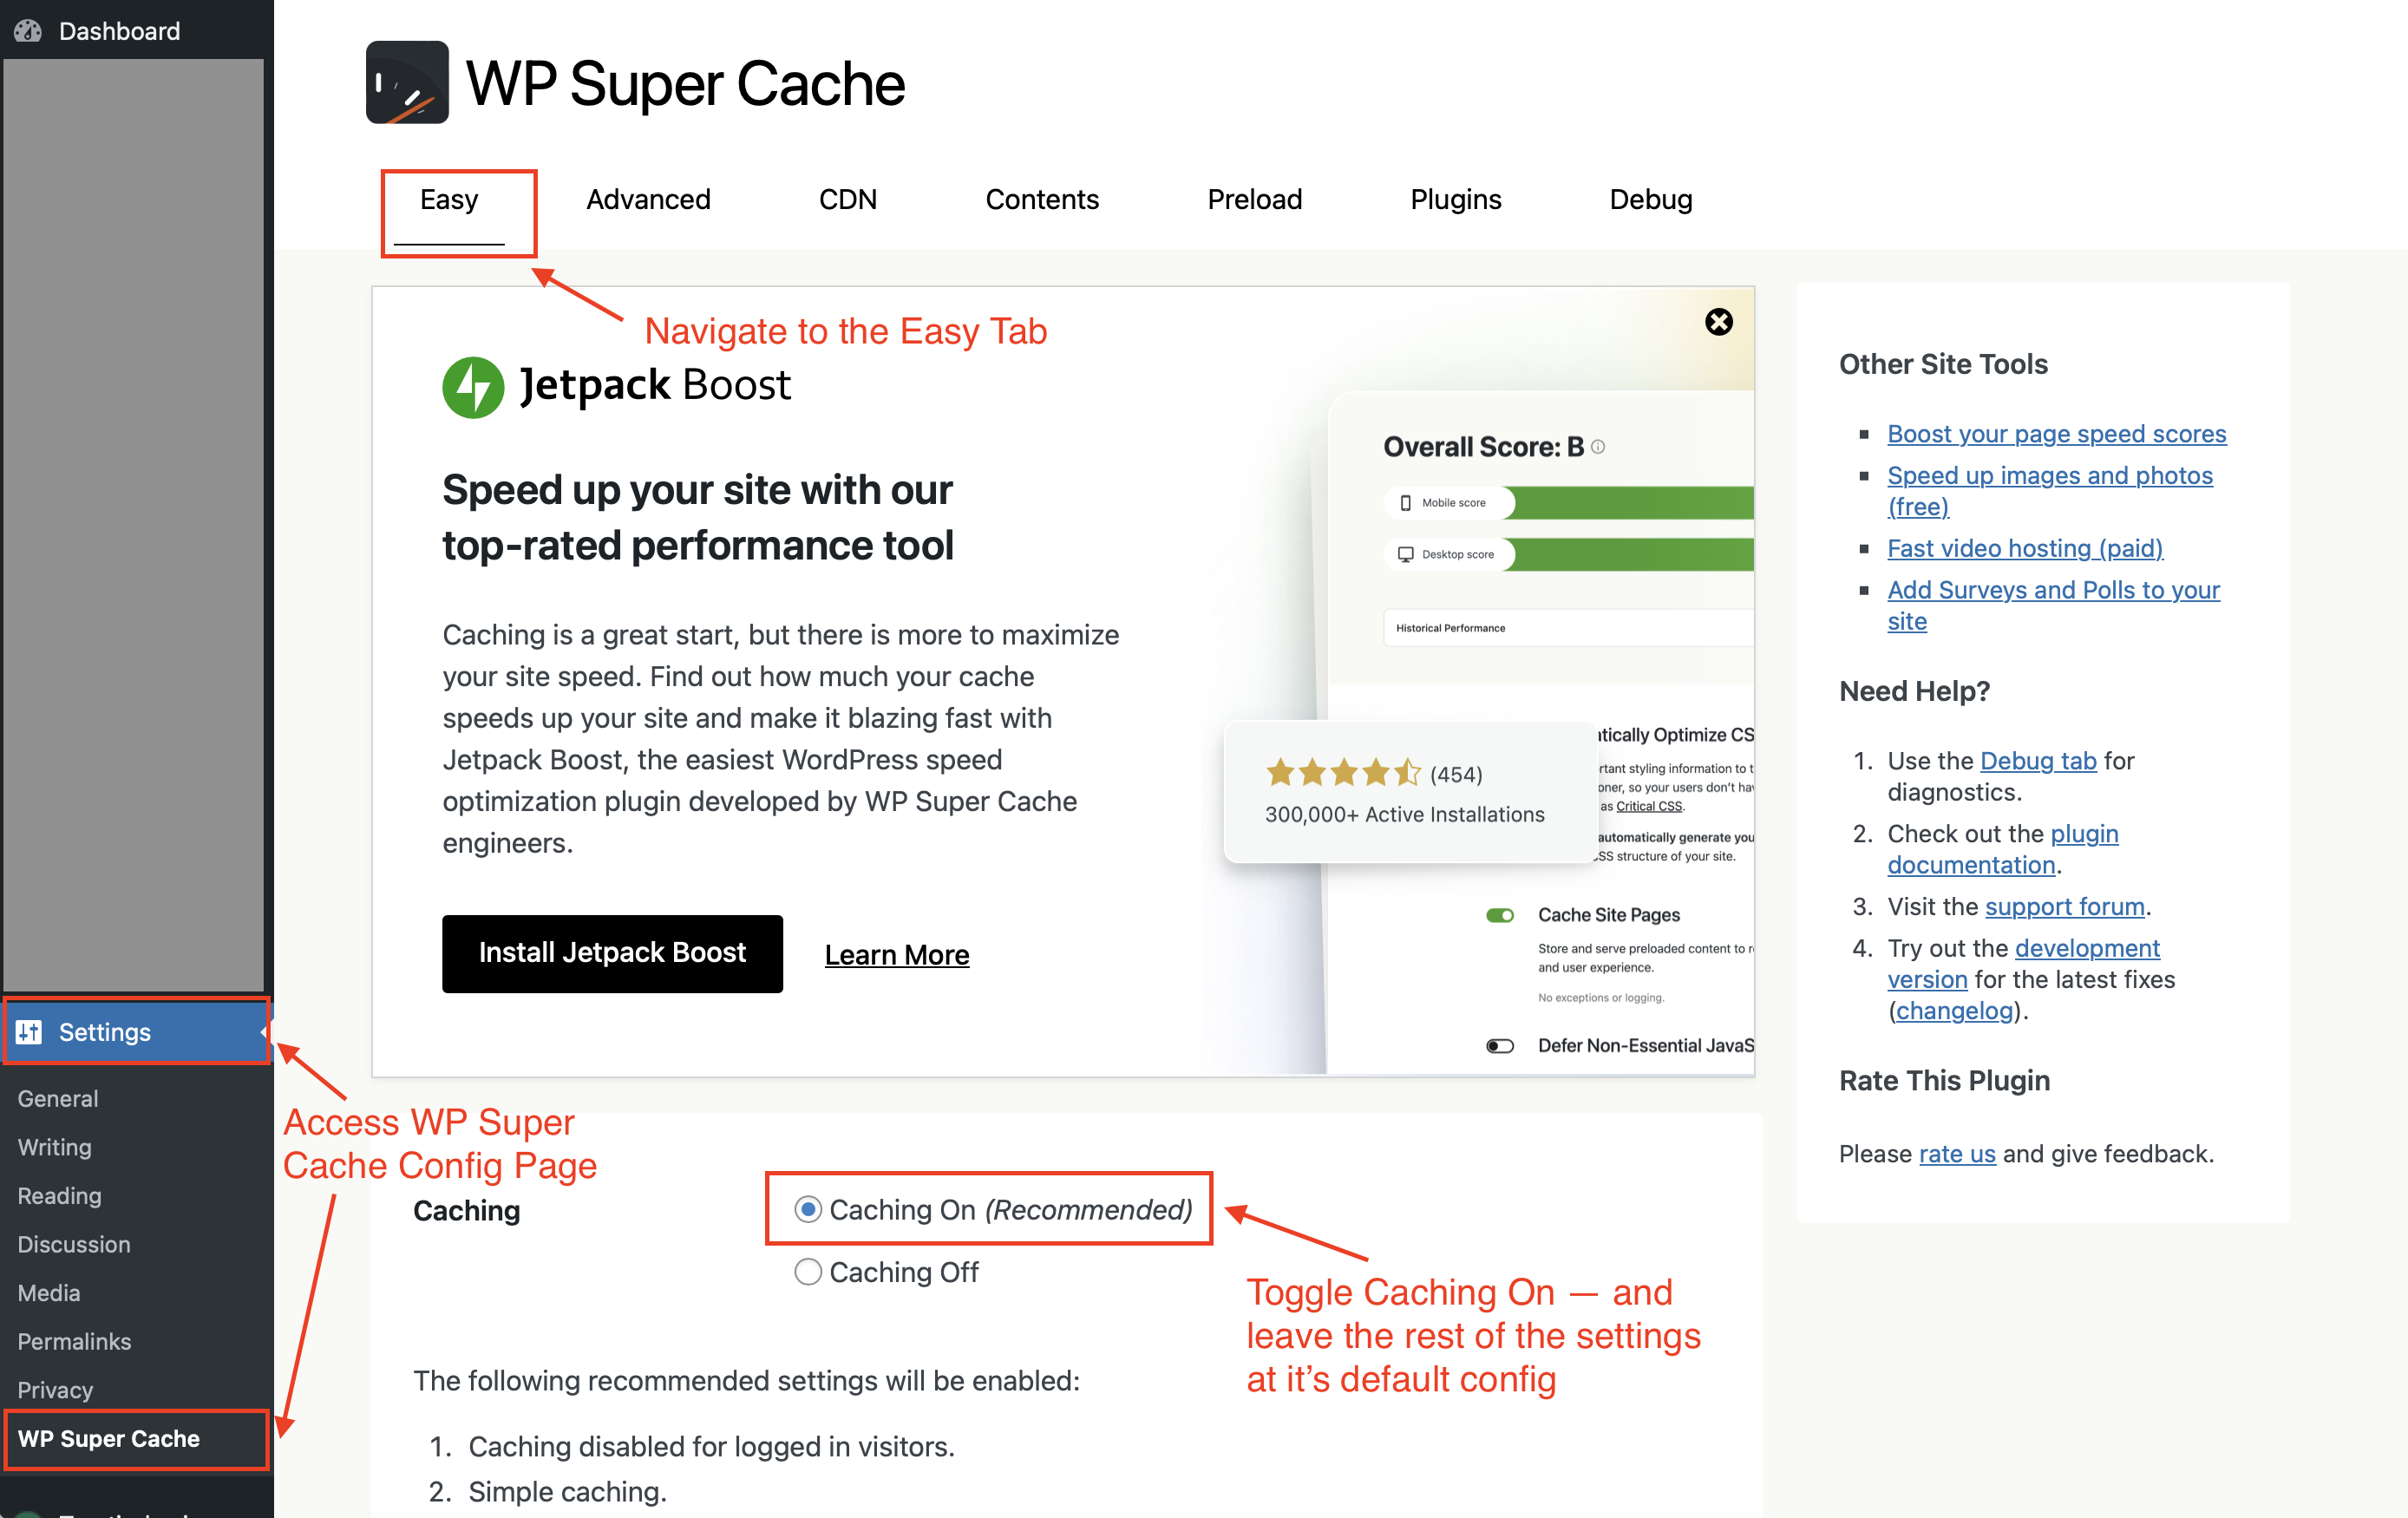 Dashboard
WP Super Cache
Easy
Advanced
CDN
Contents
Preload
Plugins
Debug
Navigate to the Easy Tab
Jetpack Boost
Speed up your site with our
top-rated performance tool
Caching is a great start, but there is more to maximize
your site speed. Find out how much your cache
speeds up your site and make it blazing fast with
Jetpack Boost, the easiest WordPress speed
optimization plugin developed by WP Super Cache
engineers.
Install Jetpack Boost
Learn More
Overall Score: B
Mobile score
Desktop score
Historical Performance
tically Optimize CS
rtant styling information to t
oner, so your users don't hav
as Critical CSS.
automatically generate you
SS structure of your site.
(454)
300,000+ Active Installations
Cache Site Pages
Store and serve preloaded content to r
and user experience.
No exceptions or logging.
Defer Non-Essential JavaS
Other Site Tools
Boost your page speed scores
Speed up images and photos
(free)
Fast video hosting (paid)
Add Surveys and Polls to your
site
Need Help?
1. Use the Debug tab for
diagnostics.
2. Check out the plugin
documentation.
3. Visit the support forum.
4. Try out the development
version for the latest fixes
(changelog).
Rate This Plugin
Please rate us and give feedback.
Settings
General
Writing
Reading
Discussion
Media
Permalinks
Privacy
WP Super Cache
Access WP Super
Cache Config Page
Caching
Caching On (Recommended)
Caching Off
Toggle Caching On — and
leave the rest of the settings
at it's default config
The following recommended settings will be enabled:
1. Caching disabled for logged in visitors.
2. Simple caching.